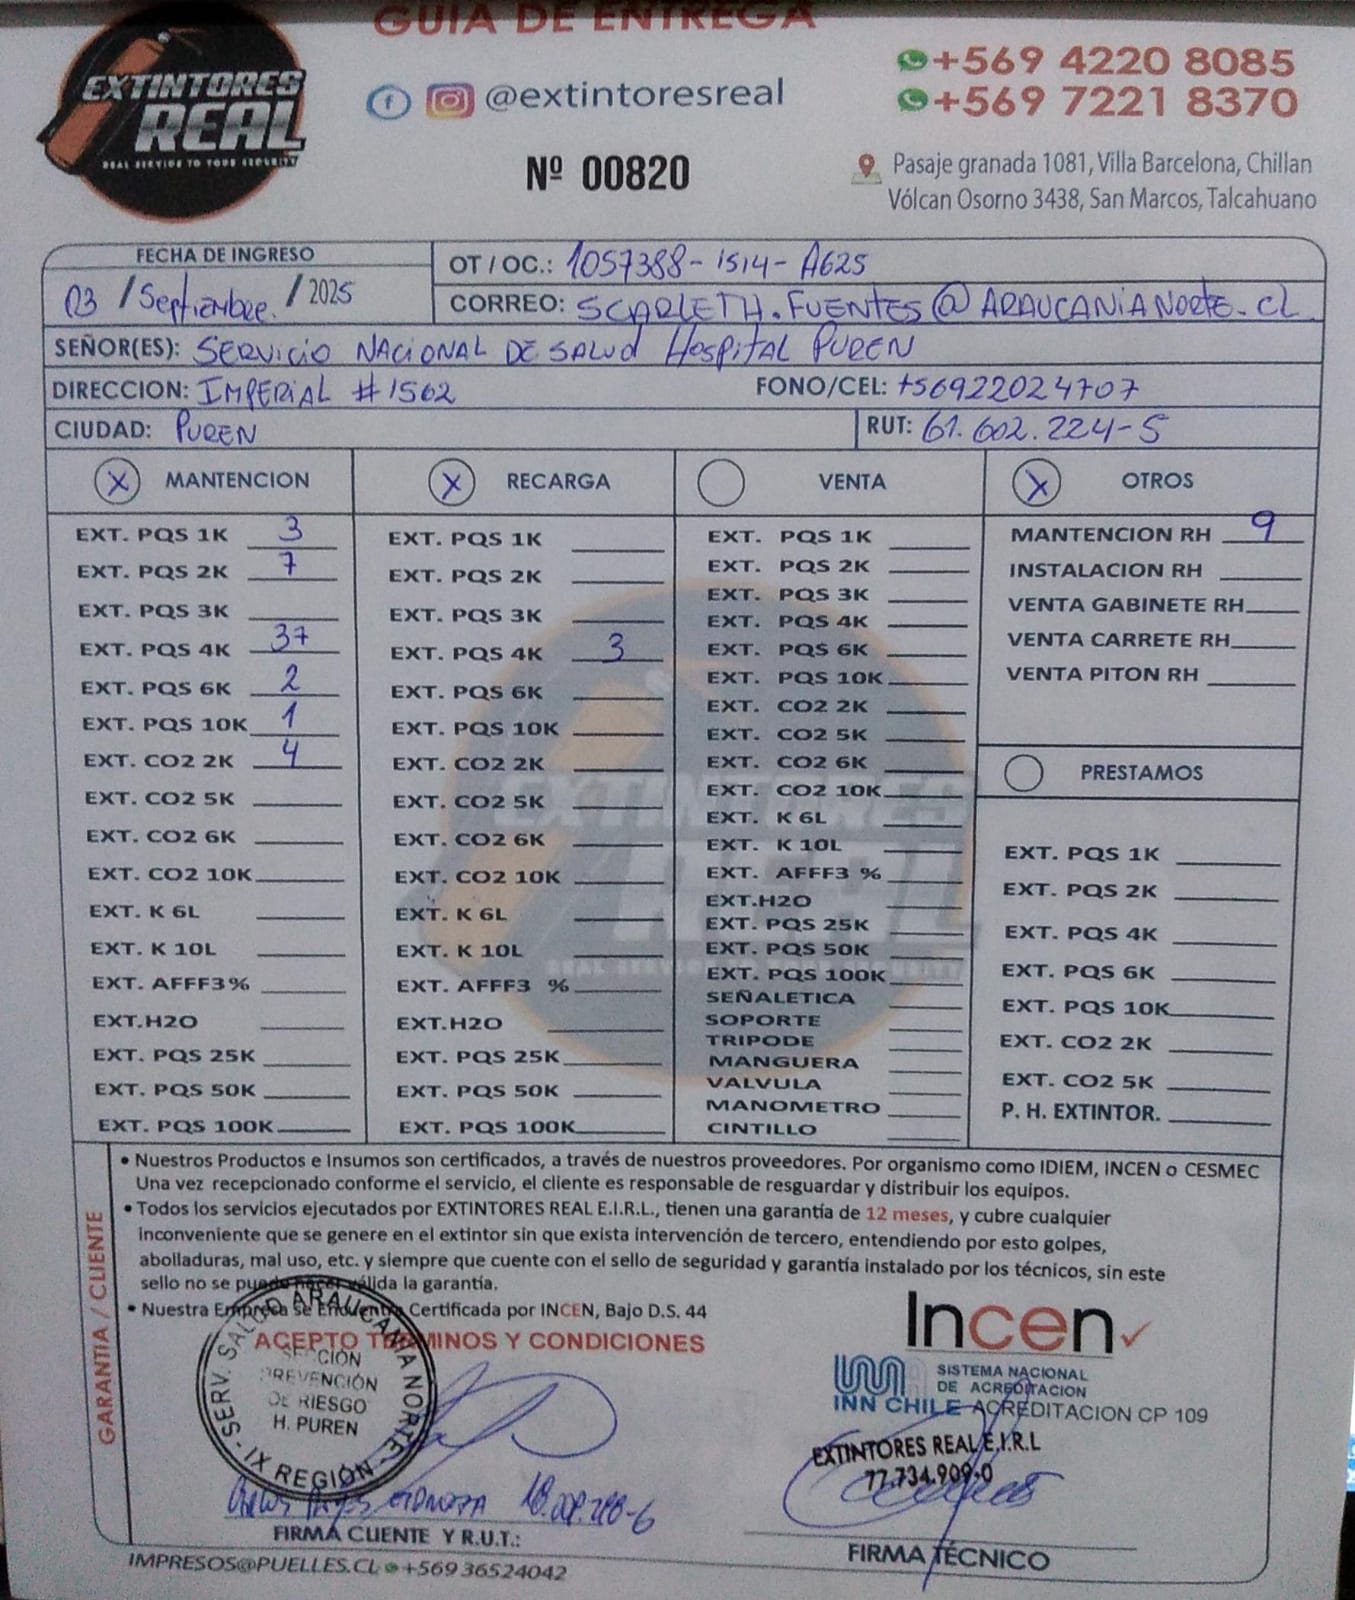 GUIA DE ENTREGA
EXTINTORES
REAL
REAL SERVICE TO YOUR SECURITY
@extintoresreal
+569 4220 8085
+569 7221 8370
Nº 00820
Pasaje granada 1081, Villa Barcelona, Chillan
Vólcan Osorno 3438, San Marcos, Talcahuano
FECHA DE INGRESO
03 / Septiembre. / 2025
OT / OC.: 1057388-1514-A625
CORREO: SCARLETH.FUENTES@ARAUCANIANORTE.CL
SEÑOR(ES): SERVICIO NACIONAL DE SALUD HOSPITAL PUREN
DIRECCION: IMPERIAL #1562 FONO/CEL: +56922024707
CIUDAD: PUREN RUT: 61.602.224-5
X MANTENCION
EXT. PQS 1K 3
EXT. PQS 2K 7
EXT. PQS 3K
EXT. PQS 4K 37
EXT. PQS 6K 2
EXT. PQS 10K 1
EXT. CO2 2K 4
EXT. CO2 5K
EXT. CO2 6K
EXT. CO2 10K
EXT. K 6L
EXT. K 10L
EXT. AFFF3%
EXT.H2O
EXT. PQS 25K
EXT. PQS 50K
EXT. PQS 100K
X RECARGA
EXT. PQS 1K
EXT. PQS 2K
EXT. PQS 3K
EXT. PQS 4K 3
EXT. PQS 6K
EXT. PQS 10K
EXT. CO2 2K
EXT. CO2 5K
EXT. CO2 6K
EXT. CO2 10K
EXT. K 6L
EXT. K 10L
EXT. AFFF3 %
EXT.H2O
EXT. PQS 25K
EXT. PQS 50K
EXT. PQS 100K
VENTA
EXT. PQS 1K
EXT. PQS 2K
EXT. PQS 3K
EXT. PQS 4K
EXT. PQS 6K
EXT. PQS 10K
EXT. CO2 2K
EXT. CO2 5K
EXT. CO2 6K
EXT. CO2 10K
EXT. K 6L
EXT. K 10L
EXT. AFFF3 %
EXT.H2O
EXT. PQS 25K
EXT. PQS 50K
EXT. PQS 100K
SEÑALETICA
SOPORTE
TRIPODE
MANGUERA
VALVULA
MANOMETRO
CINTILLO
X OTROS
MANTENCION RH 9
INSTALACION RH
VENTA GABINETE RH
VENTA CARRETE RH
VENTA PITON RH
PRESTAMOS
EXT. PQS 1K
EXT. PQS 2K
EXT. PQS 4K
EXT. PQS 6K
EXT. PQS 10K
EXT. CO2 2K
EXT. CO2 5K
P. H. EXTINTOR.
GARANTIA / CLIENTE
• Nuestros Productos e Insumos son certificados, a través de nuestros proveedores. Por organismo como IDIEM, INCEN o CESMEC
Una vez recepcionado conforme el servicio, el cliente es responsable de resguardar y distribuir los equipos.
• Todos los servicios ejecutados por EXTINTORES REAL E.I.R.L., tienen una garantía de 12 meses, y cubre cualquier
inconveniente que se genere en el extintor sin que exista intervención de tercero, entendiendo por esto golpes,
abolladuras, mal uso, etc. y siempre que cuente con el sello de seguridad y garantía instalado por los técnicos, sin este
sello no se puede hacer válida la garantía.
• Nuestra Empresa se Encuentra Certificada por INCEN, Bajo D.S. 44
ACEPTO TERMINOS Y CONDICIONES
SERV. SALUD ARAUCANIA NORTE - IX REGIÓN -
SECCIÓN
PREVENCIÓN
DE RIESGO
H. PUREN
Incen
INN CHILE
SISTEMA NACIONAL
DE ACREDITACION
ACREDITACION CP 109
EXTINTORES REAL E.I.R.L
77.734.909-0
FIRMA CLIENTE Y R.U.T.:
FIRMA TÉCNICO
IMPRESOS@PUELLES.CL +569 36524042